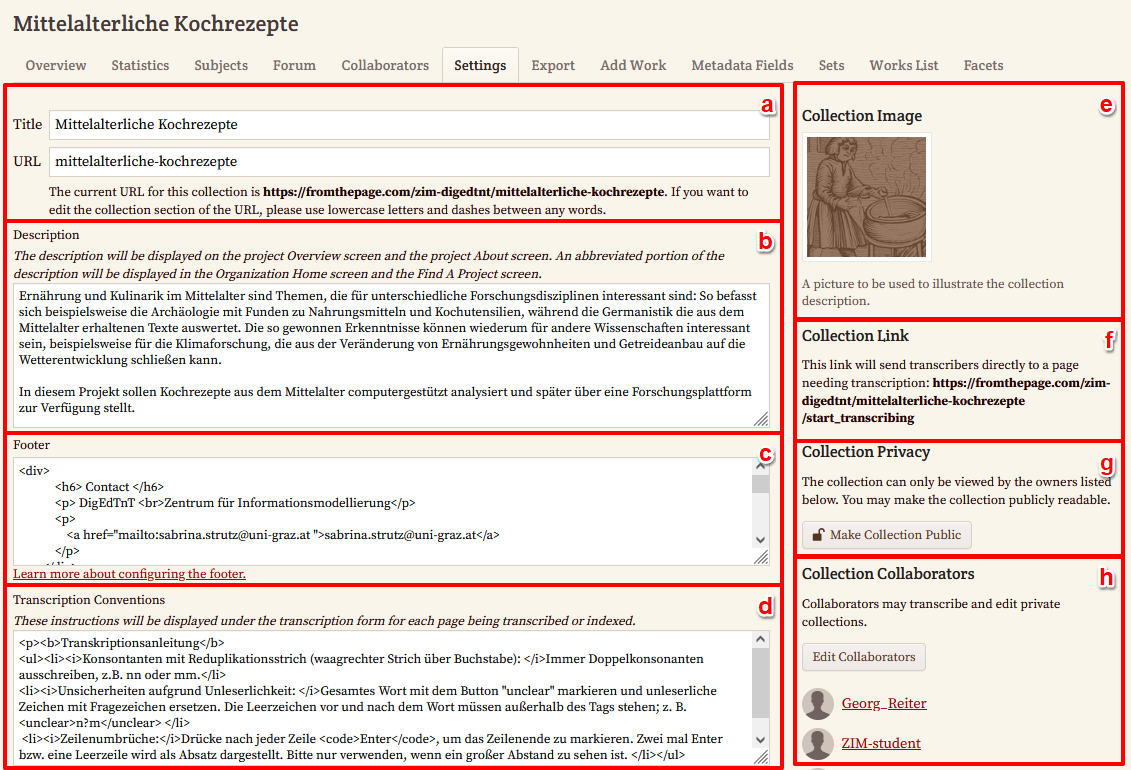 Mittelalterliche Kochrezepte
Overview Statistics Subjects Forum Collaborators Settings Export Add Work Metadata Fields Sets Works List Facets
a
Title Mittelalterliche Kochrezepte
URL mittelalterliche-kochrezepte
The current URL for this collection is https://fromthepage.com/zim-digedtnt/mittelalterliche-kochrezepte. If you want to
edit the collection section of the URL, please use lowercase letters and dashes between any words.
b
Description
The description will be displayed on the project Overview screen and the project About screen. An abbreviated portion of the
description will be displayed in the Organization Home screen and the Find A Project screen.
Ernährung und Kulinarik im Mittelalter sind Themen, die für unterschiedliche Forschungsdisziplinen interessant sind: So befasst
sich beispielsweise die Archäologie mit Funden zu Nahrungsmitteln und Kochutensilien, während die Germanistik die aus dem
Mittelalter erhaltenen Texte auswertet. Die so gewonnen Erkenntnisse können wiederum für andere Wissenschaften interessant
sein, beispielsweise für die Klimaforschung, die aus der Veränderung von Ernährungsgewohnheiten und Getreideanbau auf die
Wetterentwicklung schließen kann.
In diesem Projekt sollen Kochrezepte aus dem Mittelalter computergestützt analysiert und später über eine Forschungsplattform
zur Verfügung stellt.
c
Footer
<div>
<h6> Contact </h6>
<p> DigEdTnT <br>Zentrum für Informationsmodellierung</p>
<p>
<a href="mailto:sabrina.strutz@uni-graz.at ">sabrina.strutz@uni-graz.at</a>
</p>
Learn more about configuring the footer.
d
Transcription Conventions
These instructions will be displayed under the transcription form for each page being transcribed or indexed.
<p><b>Transkriptionsanleitung</b>
<ul><li><i>Konsontanten mit Reduplikationsstrich (waagrechter Strich über Buchstabe): </i>Immer Doppelkonsonanten
ausschreiben, z.B. nn oder mm.</li>
<li><i>Unsicherheiten aufgrund Unleserlichkeit: </i>Gesamtes Wort mit dem Button "unclear" markieren und unleserliche
Zeichen mit Fragezeichen ersetzen. Die Leerzeichen vor und nach dem Wort müssen außerhalb des Tags stehen; z. B.
<unclear>n?m</unclear> </li>
<li><i>Zeilenumbrüche:</i>Drücke nach jeder Zeile <code>Enter</code>, um das Zeilenende zu markieren. Zwei mal Enter
bzw. eine Leerzeile wird als Absatz dargestellt. Bitte nur verwenden, wenn ein großer Abstand zu sehen ist. </li></ul>
e
Collection Image
A picture to be used to illustrate the collection
description.
f
Collection Link
This link will send transcribers directly to a page
needing transcription: https://fromthepage.com/zim-
digedtnt/mittelalterliche-kochrezepte
/start_transcribing
g
Collection Privacy
The collection can only be viewed by the owners listed
below. You may make the collection publicly readable.
Make Collection Public
h
Collection Collaborators
Collaborators may transcribe and edit private
collections.
Edit Collaborators
Georg_Reiter
ZIM-student